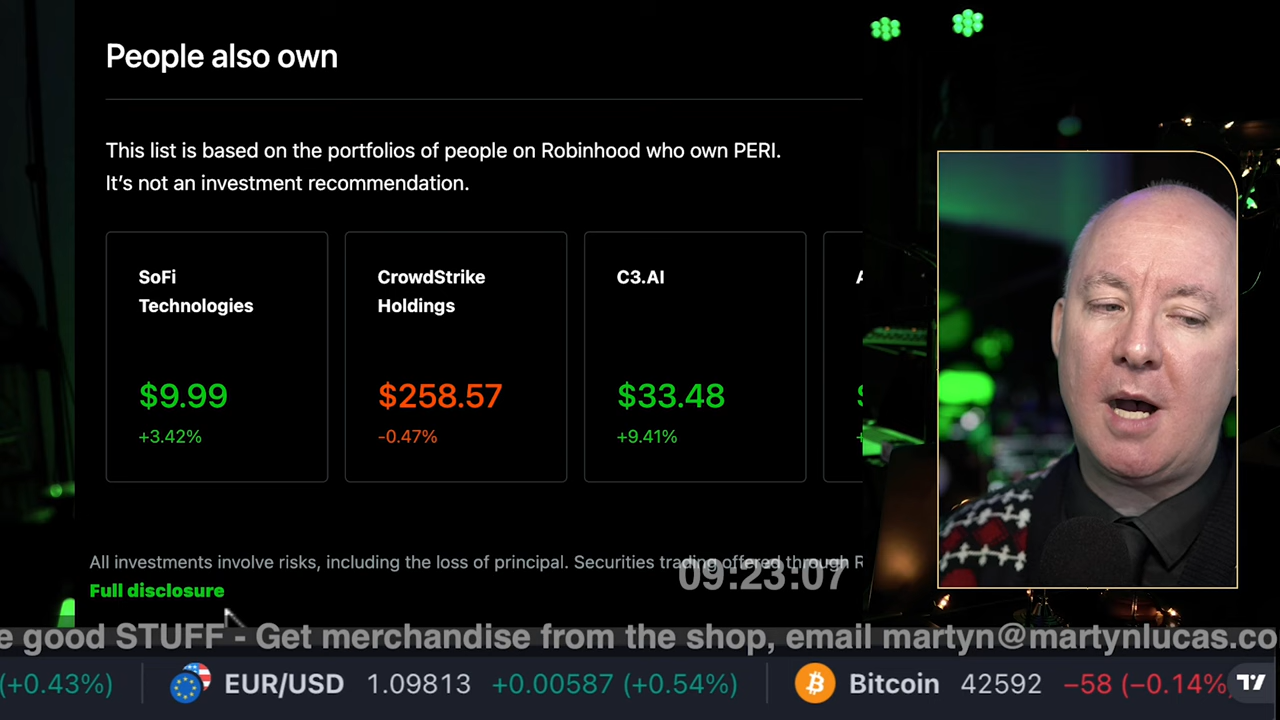 People also own
This list is based on the portfolios of people on Robinhood who own PERI.
It's not an investment recommendation.
SoFi
Technologies
$9.99
+3.42%
CrowdStrike
Holdings
$258.57
-0.47%
C3.AI
$33.48
+9.41%
All investments involve risks, including the loss of principal. Securities trading offered through
Full disclosure
09:23:07
good STUFF - Get merchandise from the shop, email martyn@martynlucas.co
(+0.43%)
EUR/USD 1.09813 +0.00587 (+0.54%)
Bitcoin 42592 −58 (−0.14%